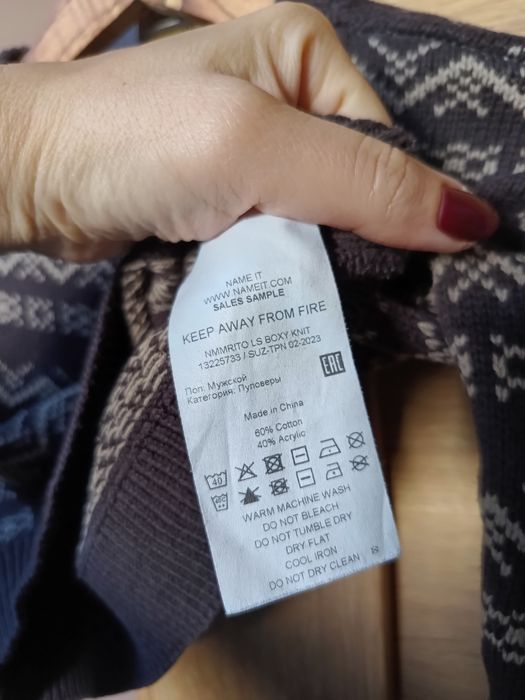 NAME IT
WWW.NAMEIT.COM
SALES SAMPLE
KEEP AWAY FROM FIRE
NMMRITO LS BOXY KNIT
13225733 / SUZ-TPN 02-2023
EAC
Пол: Мужской
Категория: Пуловеры
Made in China
60% Cotton
40% Acrylic
40
WARM MACHINE WASH
DO NOT BLEACH
DO NOT TUMBLE DRY
DRY FLAT
COOL IRON
DO NOT DRY CLEAN